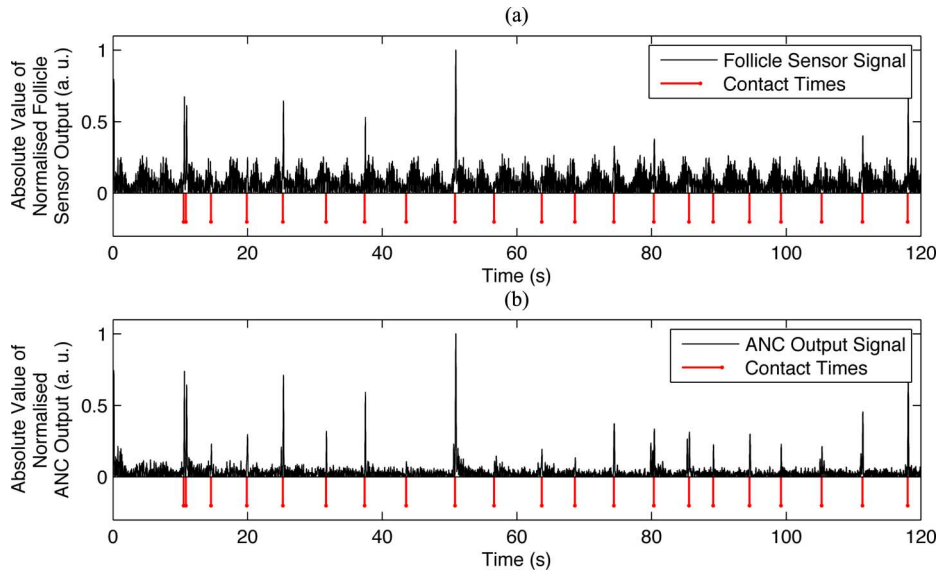 (a)
Absolute Value of
Normalised Follicle
Sensor Output (a. u.)
1
0.5
0
Follicle Sensor Signal
Contact Times
0 20 40 60 80 100 120
Time (s)
(b)
Absolute Value of
Normalised
ANC Output (a. u.)
1
0.5
0
ANC Output Signal
Contact Times
0 20 40 60 80 100 120
Time (s)